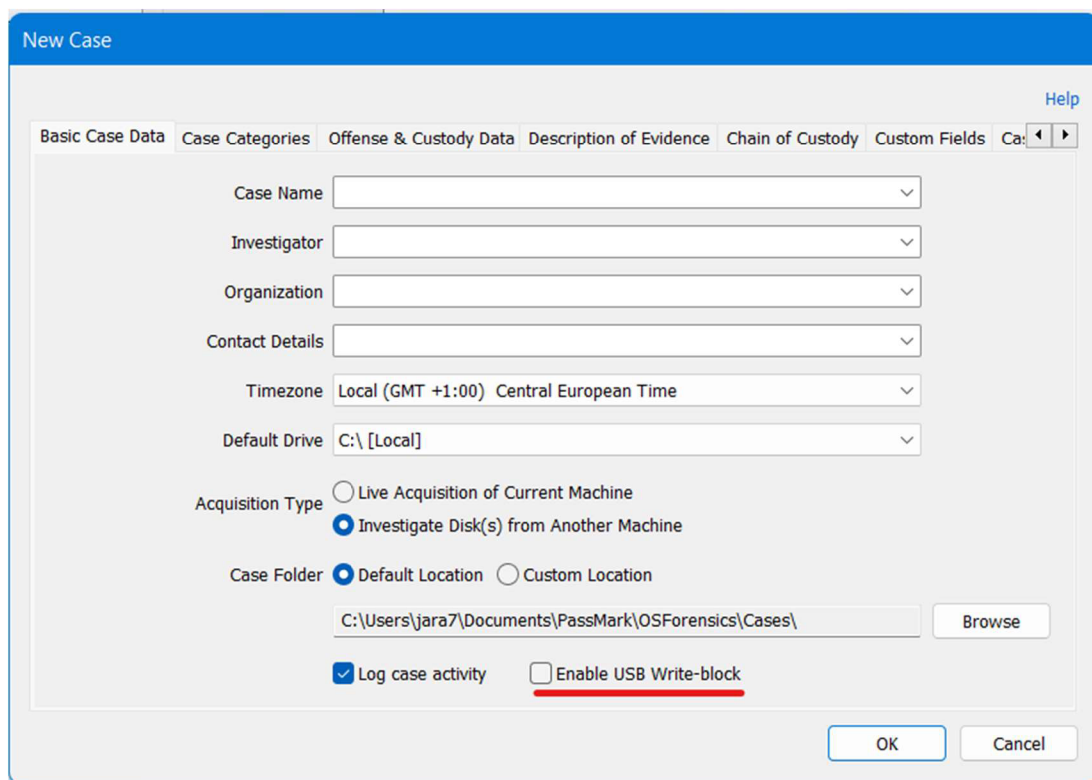 New Case
Help
Basic Case Data Case Categories Offense & Custody Data Description of Evidence Chain of Custody Custom Fields
Case Name
Investigator
Organization
Contact Details
Timezone Local (GMT +1:00) Central European Time
Default Drive C:\ [Local]
Acquisition Type Live Acquisition of Current Machine
Investigate Disk(s) from Another Machine
Case Folder Default Location Custom Location
C:\Users\jara7\Documents\PassMark\OSForensics\Cases\ Browse
Log case activity Enable USB Write-block
OK Cancel